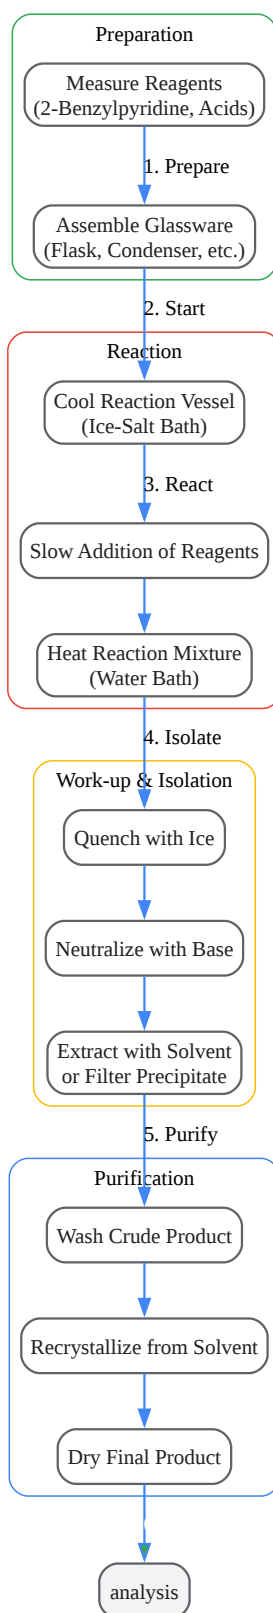 Preparation
Measure Reagents
(2-Benzylpyridine, Acids)
1. Prepare
Assemble Glassware
(Flask, Condenser, etc.)
2. Start
Reaction
Cool Reaction Vessel
(Ice-Salt Bath)
3. React
Slow Addition of Reagents
Heat Reaction Mixture
(Water Bath)
4. Isolate
Work-up & Isolation
Quench with Ice
Neutralize with Base
Extract with Solvent
or Filter Precipitate
5. Purify
Purification
Wash Crude Product
Recrystallize from Solvent
Dry Final Product
analysis